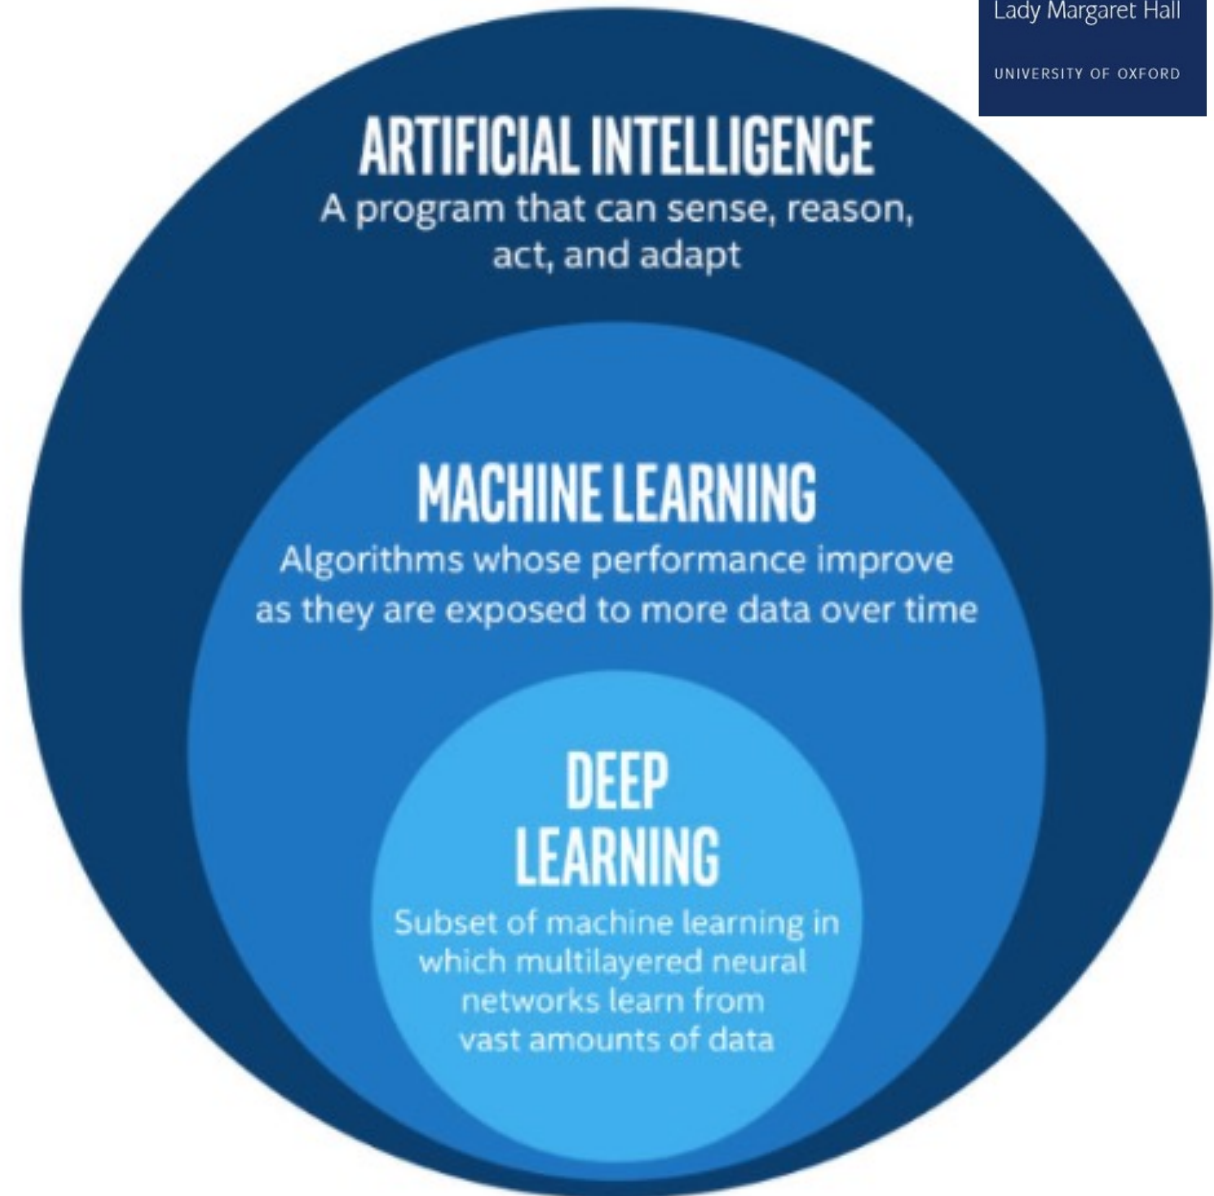 Lady Margaret Hall
UNIVERSITY OF OXFORD
ARTIFICIAL INTELLIGENCE
A program that can sense, reason,
act, and adapt
MACHINE LEARNING
Algorithms whose performance improve
as they are exposed to more data over time
DEEP
LEARNING
Subset of machine learning in
which multilayered neural
networks learn from
vast amounts of data